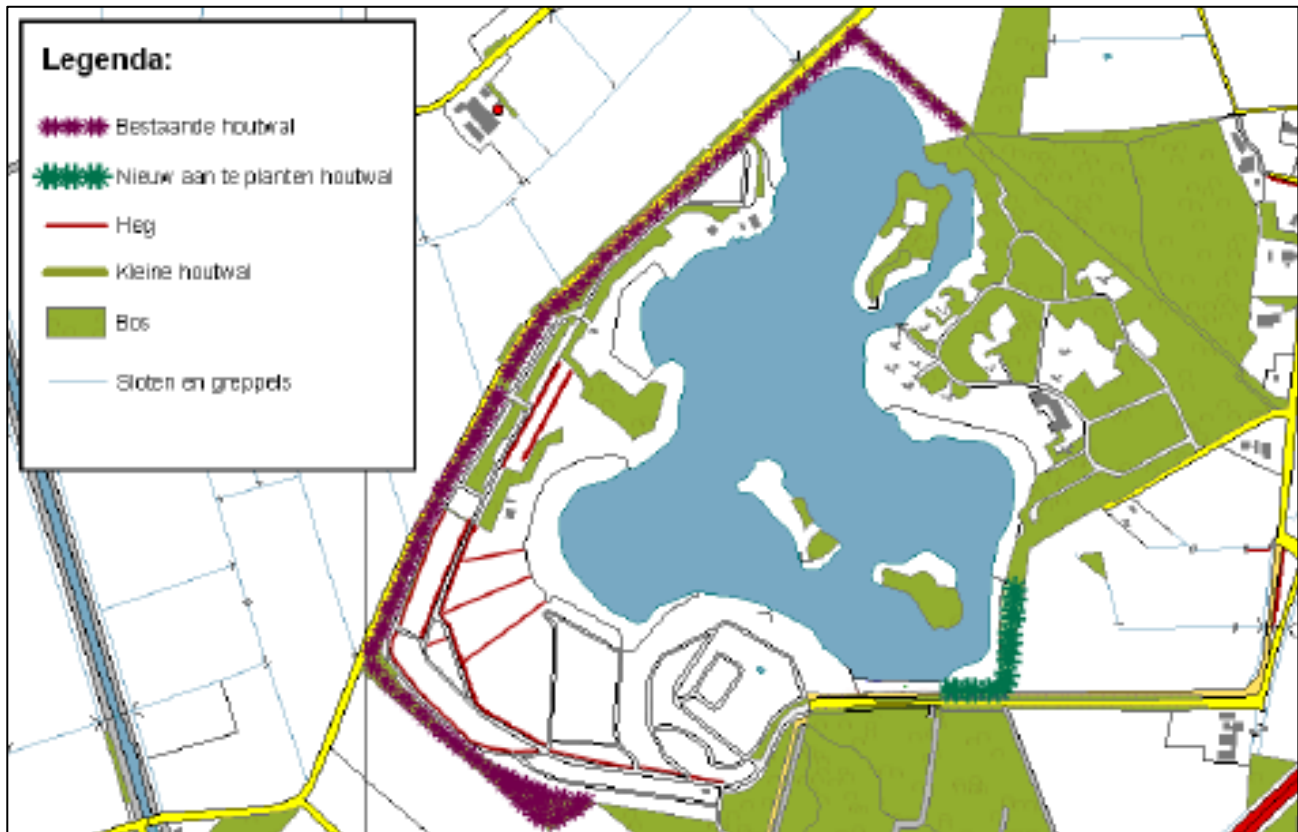 Legenda:
Bestaande houtwal
Nieuw aan te planten houtwal
Heg
Kleine houtwal
Bos
Sloten en greppels